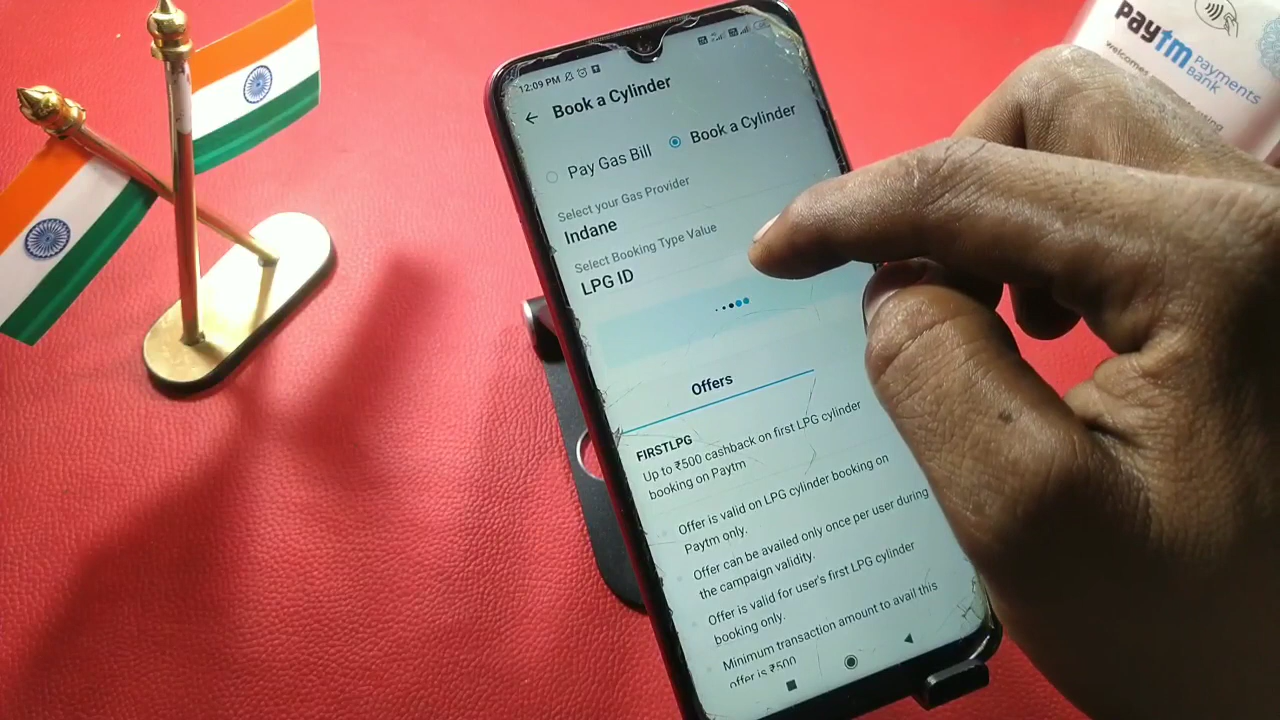 12:09 PM
Book a Cylinder
Pay Gas Bill
Book a Cylinder
Select your Gas Provider
Indane
Select Booking Type Value
LPG ID
Offers
FIRSTLPG
Up to ₹500 cashback on first LPG cylinder
booking on Paytm
Offer is valid on LPG cylinder booking on
Paytm only.
Offer can be availed only once per user during
the campaign validity.
Offer is valid for user's first LPG cylinder
booking only.
Minimum transaction amount to avail this
offer is ₹500
Paytm Payments
Bank
welcomes